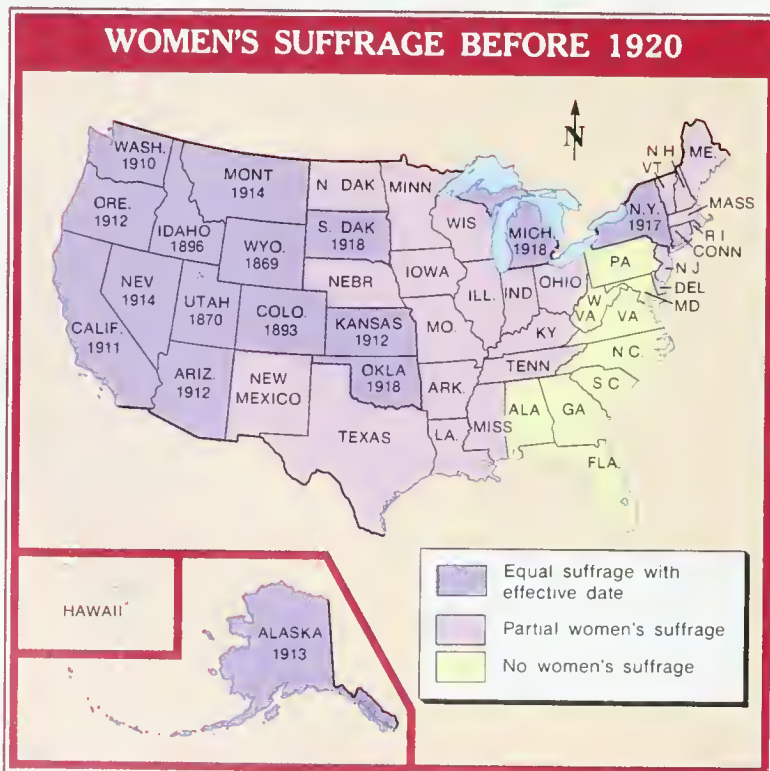 WOMEN'S SUFFRAGE BEFORE 1920
N
WASH.
1910
MONT
1914
N DAK
MINN
VT
N H
ME.
ORE.
1912
IDAHO
1896
WYO.
1869
S. DAK
1918
WIS
MICH.
1918
N.Y.
1917
MASS
R I
CONN
NEV
1914
UTAH
1870
COLO.
1893
NEBR
IOWA
ILL.
IND
OHIO
PA
N J
DEL
MD
CALIF.
1911
ARIZ.
1912
NEW
MEXICO
KANSAS
1912
OKLA
1918
MO.
KY
W
VA
VA
N.C.
TENN
ARK.
S C
TEXAS
LA.
MISS
ALA
GA
FLA.
HAWAII
ALASKA
1913
Equal suffrage with
effective date
Partial women's suffrage
No women's suffrage